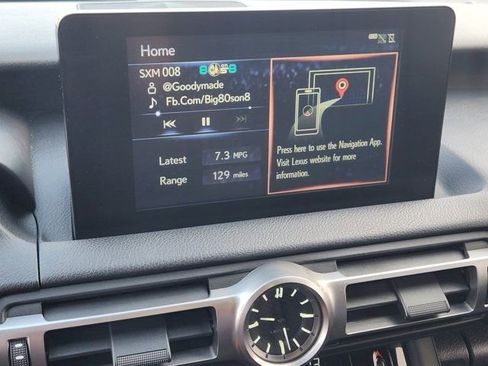 Home
SXM 008
@Goodymade
Fb.Com/Big80son8
Latest 7.3 MPG
Range 129 miles
Press here to use the Navigation App.
Visit Lexus website for more
information.